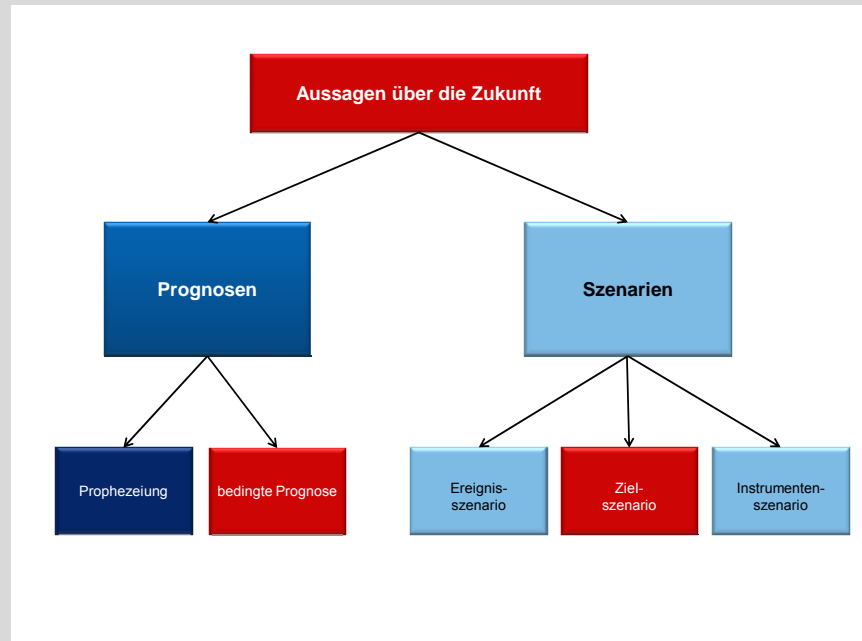 Aussagen über die Zukunft
Prognosen
Szenarien
Prophezeiung
bedingte Prognose
Ereignis-
szenario
Ziel-
szenario
Instrumenten-
szenario